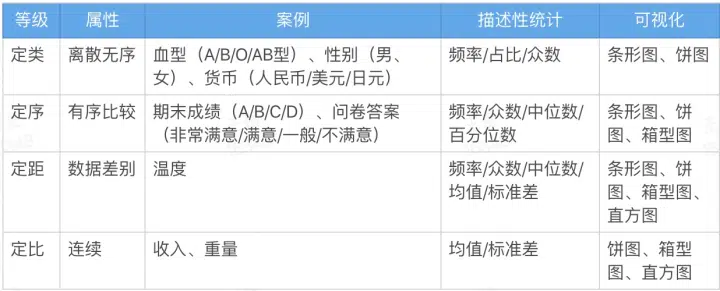 等级 属性 案例 描述性统计 可视化
定类 离散无序 血型（A/B/O/AB型）、性别（男、 频率/占比/众数 条形图、饼图
女）、货币（人民币/美元/日元）
定序 有序比较 期末成绩（A/B/C/D）、问卷答案 频率/众数/中位数/ 条形图、饼
（非常满意/满意/一般/不满意） 百分位数 图、箱型图
定距 数据差别 温度 频率/众数/中位数/ 条形图、饼
均值/标准差 图、箱型图、
直方图
定比 连续 收入、重量 均值/标准差 饼图、箱型
图、直方图